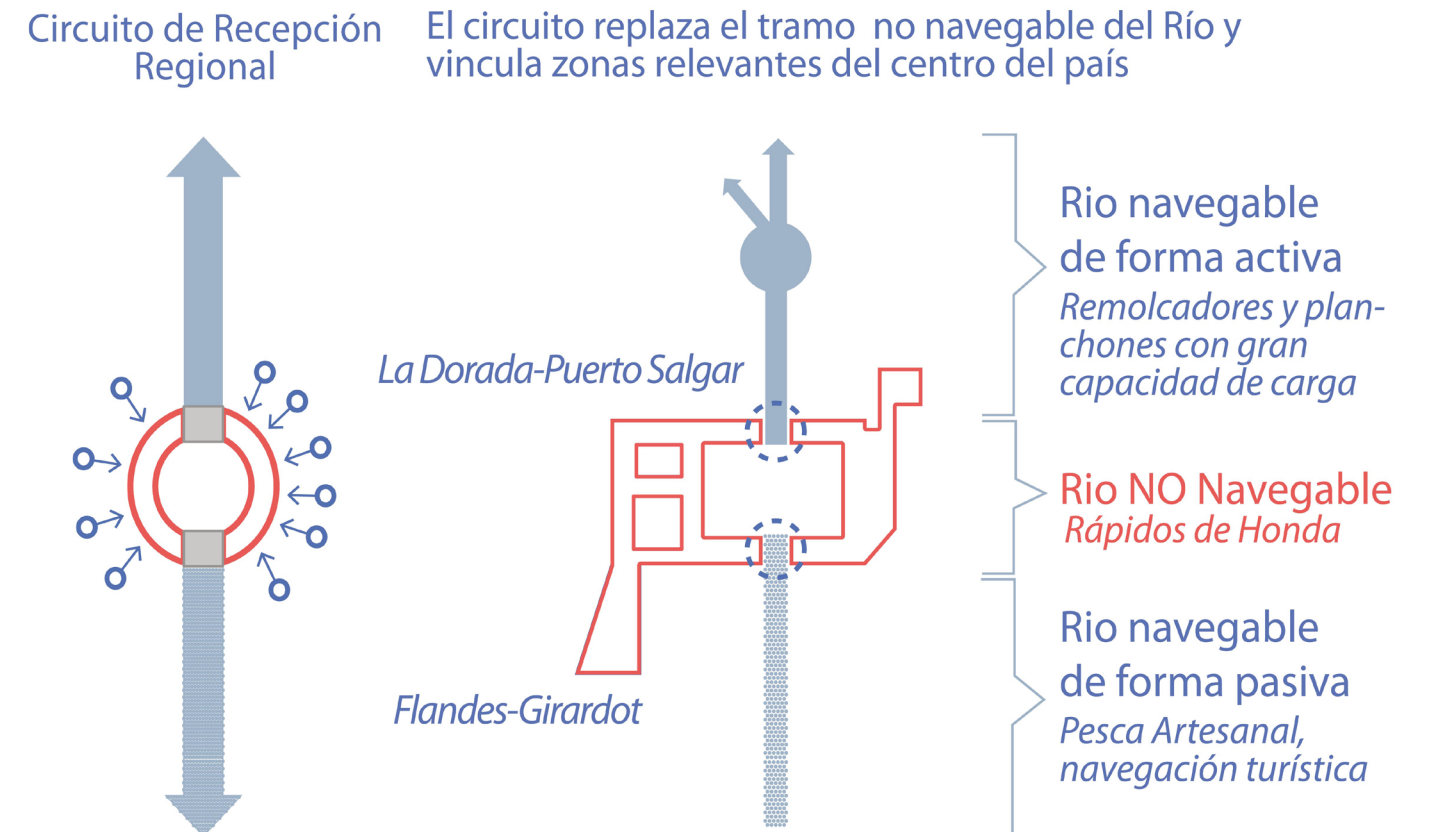 Circuito de Recepción
Regional
El circuito replaza el tramo no navegable del Río y
vincula zonas relevantes del centro del país
Rio navegable
de forma activa
Remolcadores y plan-
chones con gran
capacidad de carga
La Dorada-Puerto Salgar
Rio NO Navegable
Rápidos de Honda
Flandes-Girardot
Rio navegable
de forma pasiva
Pesca Artesanal,
navegación turística